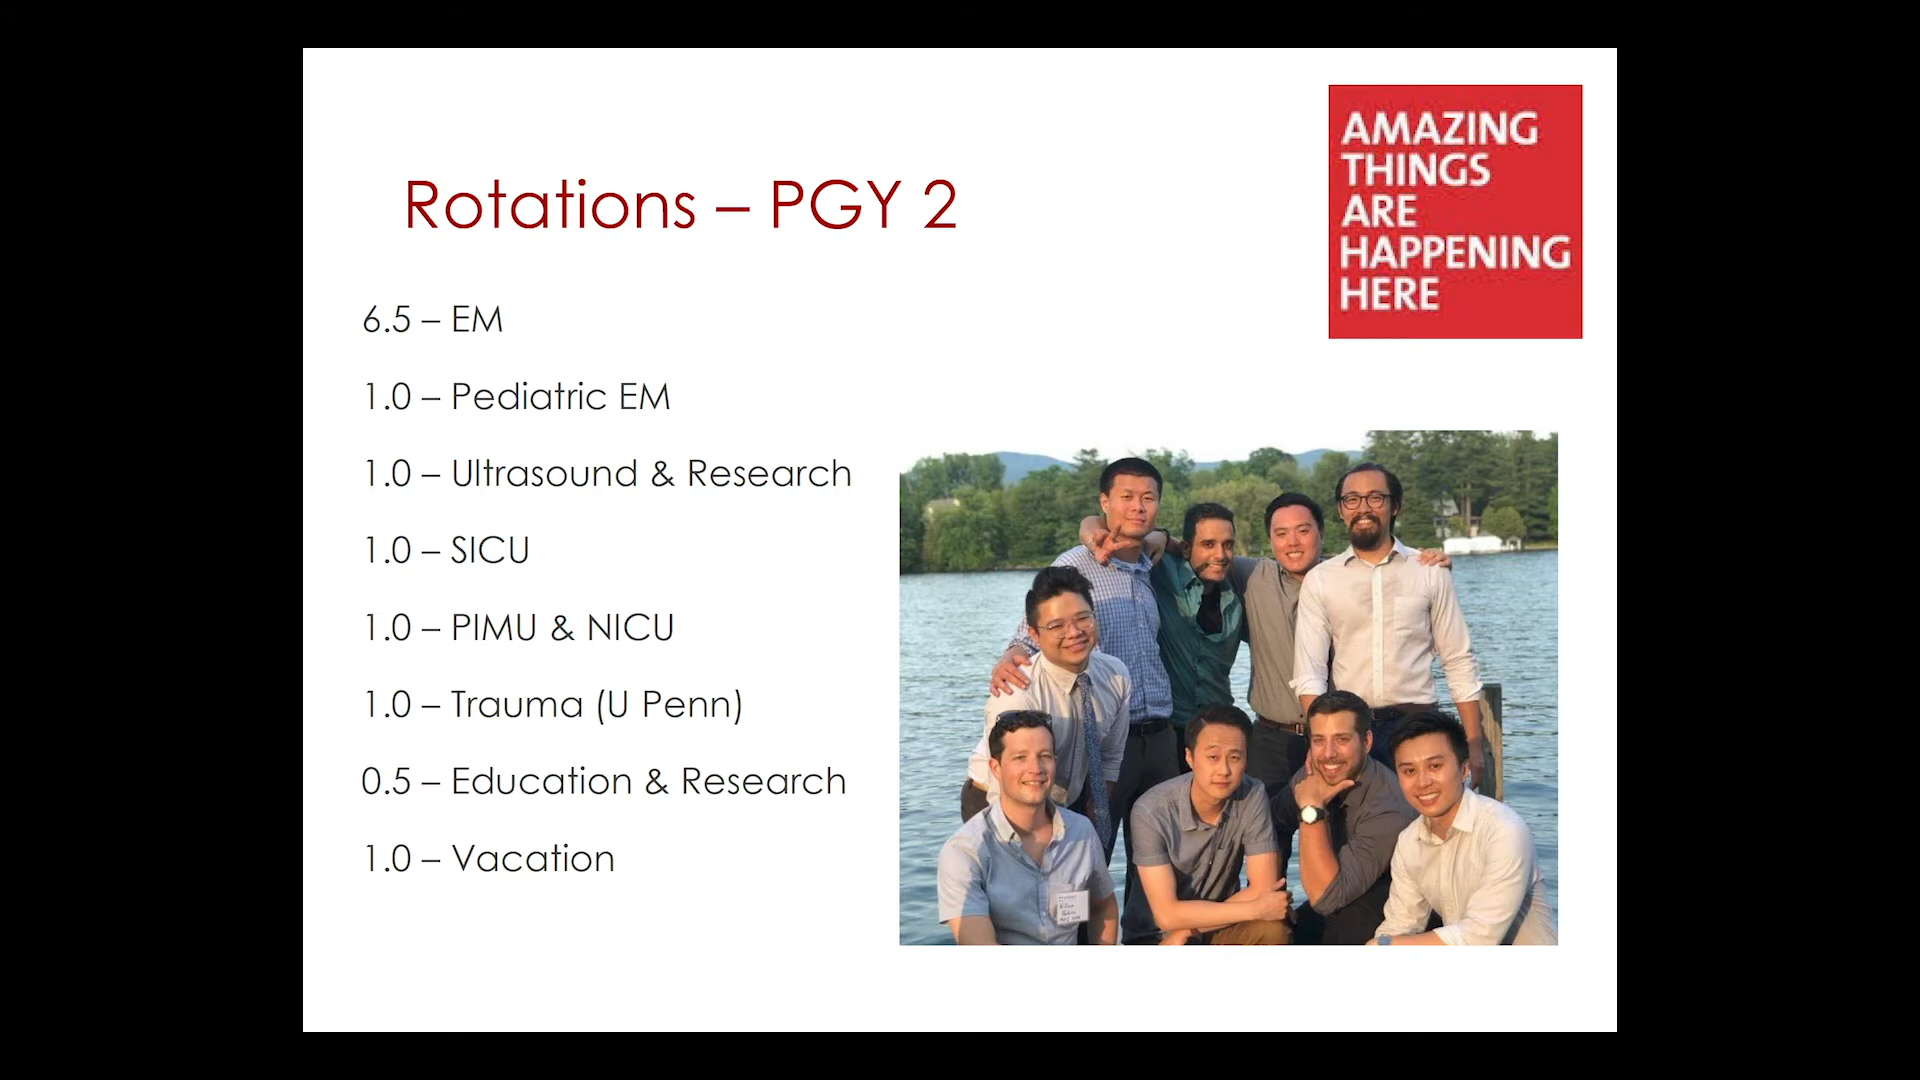 Rotations – PGY 2
AMAZING
THINGS
ARE
HAPPENING
HERE
6.5 – EM
1.0 – Pediatric EM
1.0 – Ultrasound & Research
1.0 – SICU
1.0 – PIMU & NICU
1.0 – Trauma (U Penn)
0.5 – Education & Research
1.0 – Vacation